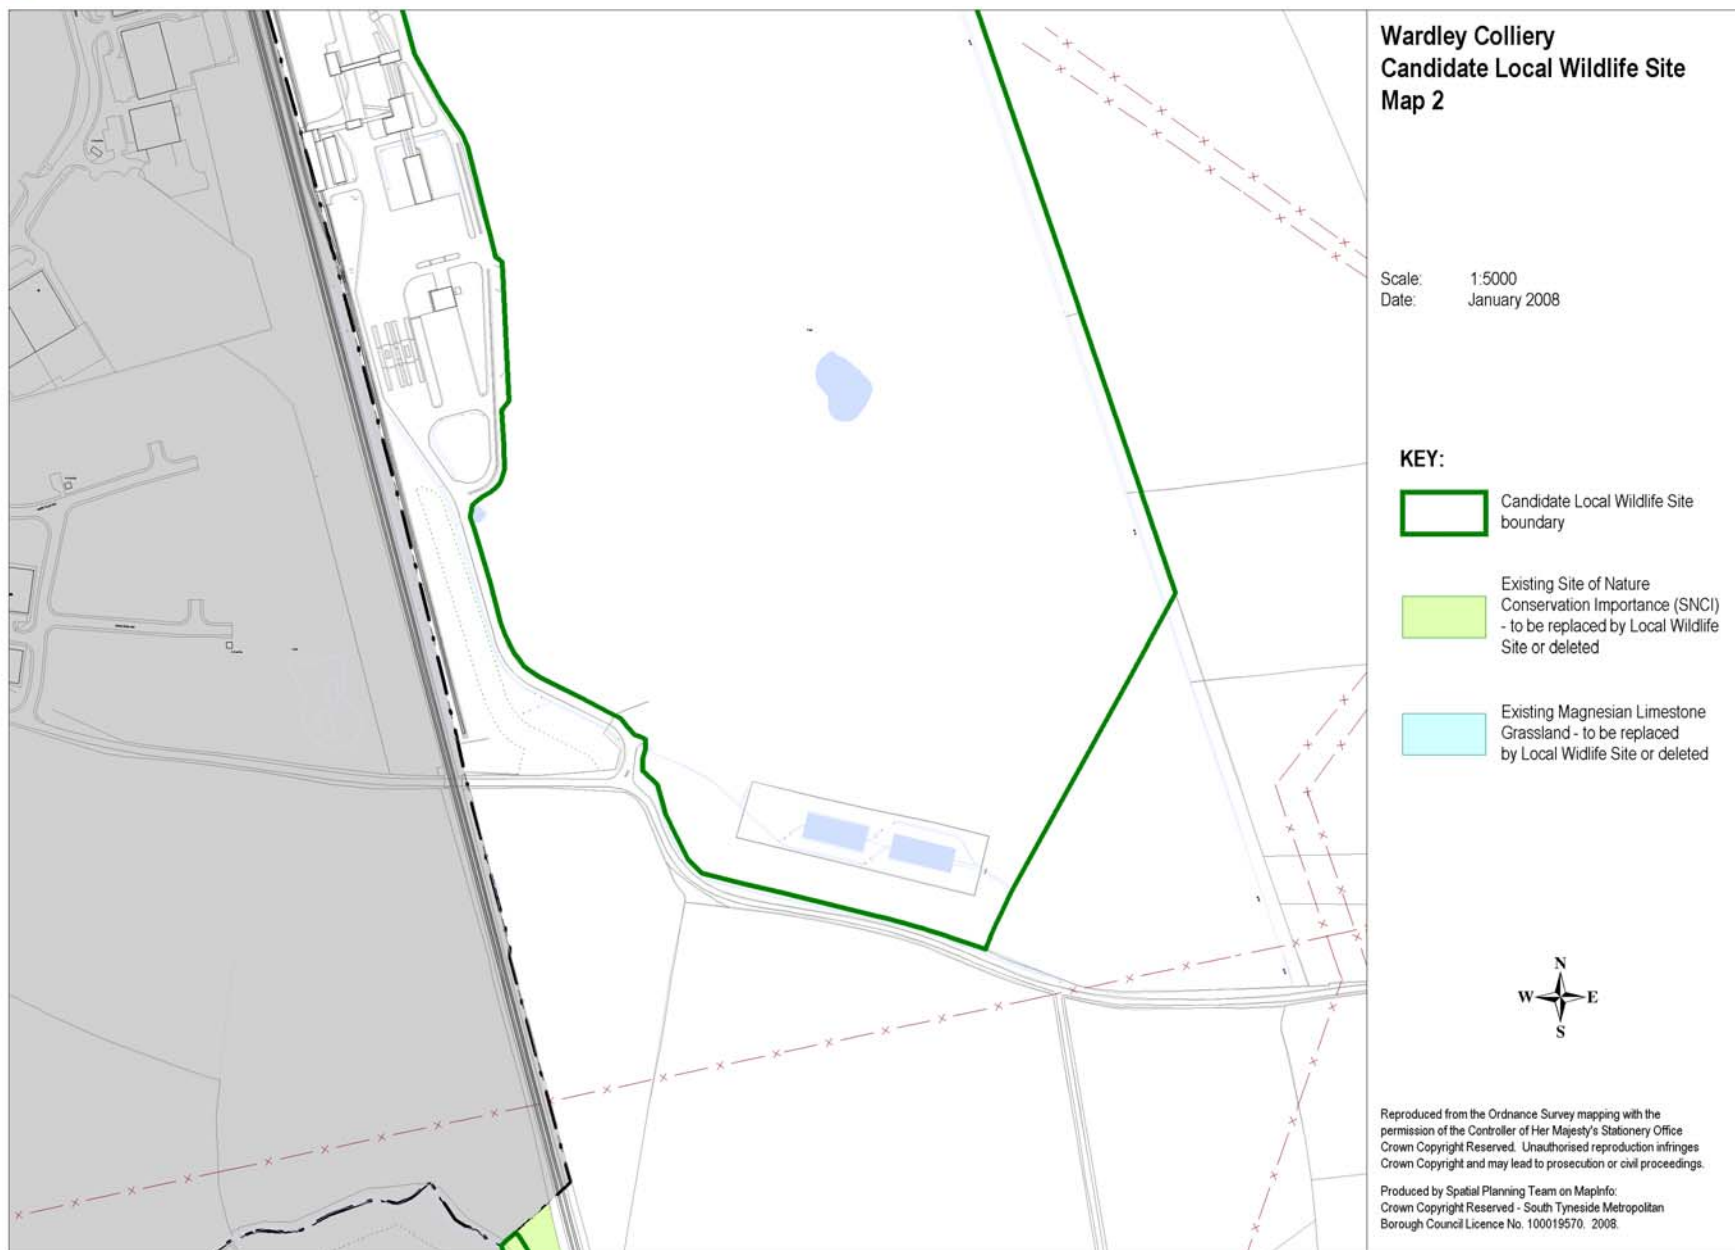 Wardley Colliery
Candidate Local Wildlife Site
Map 2
Scale: 1:5000
Date: January 2008
KEY:
Candidate Local Wildlife Site
boundary
Existing Site of Nature
Conservation Importance (SNCI)
- to be replaced by Local Wildlife
Site or deleted
Existing Magnesian Limestone
Grassland - to be replaced
by Local Widlife Site or deleted
N
W E
S
Reproduced from the Ordnance Survey mapping with the
permission of the Controller of Her Majesty's Stationery Office
Crown Copyright Reserved. Unauthorised reproduction infringes
Crown Copyright and may lead to prosecution or civil proceedings.
Produced by Spatial Planning Team on MapInfo:
Crown Copyright Reserved - South Tyneside Metropolitan
Borough Council Licence No. 100019570. 2008.